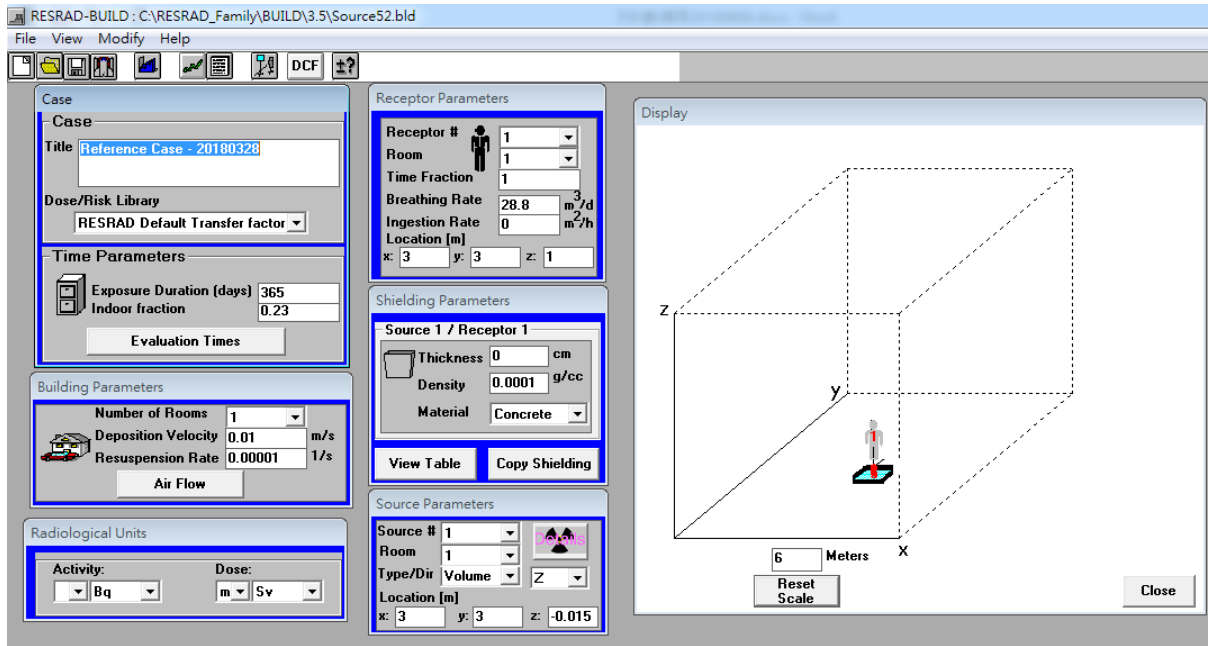 RESRAD-BUILD : C:\RESRAD_Family\BUILD\3.5\Source52.bld
File View Modify Help
DCF ±?
Case
Case
Title Reference Case - 20180328
Dose/Risk Library
RESRAD Default Transfer factor
Time Parameters
Exposure Duration (days) 365
Indoor fraction 0.23
Evaluation Times
Building Parameters
Number of Rooms 1
Deposition Velocity 0.01 m/s
Resuspension Rate 0.00001 1/s
Air Flow
Radiological Units
Activity: Dose:
Bq m Sv
Receptor Parameters
Receptor # 1
Room 1
Time Fraction 1
Breathing Rate 28.8 m3/d
Ingestion Rate 0 m2/h
Location [m]
x: 3 y: 3 z: 1
Shielding Parameters
Source 1 / Receptor 1
Thickness 0 cm
Density 0.0001 g/cc
Material Concrete
View Table Copy Shielding
Source Parameters
Source # 1
Details
Room 1
Type/Dir Volume Z
Location [m]
x: 3 y: 3 z: -0.015
Display
z
y
1
x
6 Meters
Reset
Scale
Close